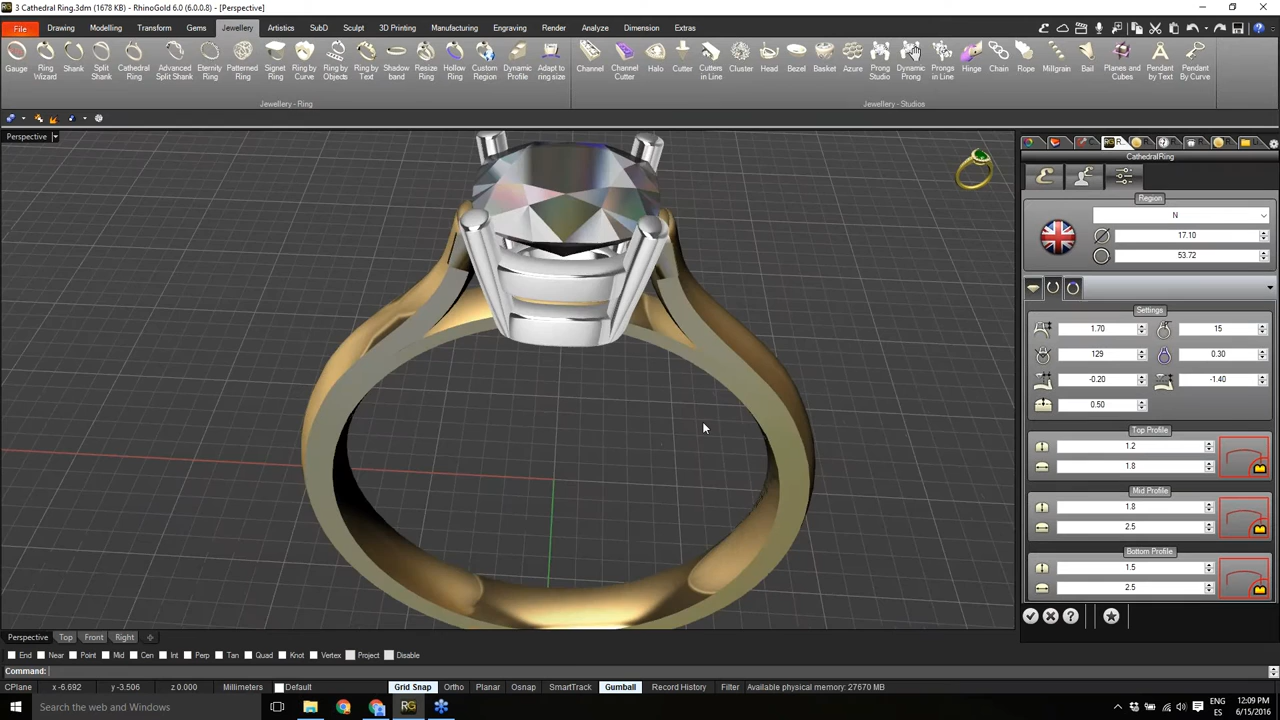 3 Cathedral Ring.3dm (1678 KB) - RhinoGold 6.0 (6.0.0.8) - [Perspective]
File Drawing Modelling Transform Gems Jewellery Artistics SubD Sculpt 3D Printing Manufacturing Engraving Render Analyze Dimension Extras
Gauge Ring Wizard Shank Split Shank Cathedral Ring Advanced Split Shank Eternity Ring Patterned Ring Signet Ring Ring by Curve Ring by Objects Ring by Text Shadow band Resize Ring Hollow Ring Custom Region Dynamic Profile Adapt to ring size Channel Channel Cutter Halo Cutter Cutters in Line Cluster Head Bezel Basket Azure Prong Studio Dynamic Prong Prongs in Line Hinge Chain Rope Millgrain Bail Planes and Cubes Pendant by Text Pendant By Curve
Jewellery - Ring Jewellery - Studios
Perspective
CathedralRing
Region
N
17.10
53.72
Settings
1.70 15
129 0.30
-0.20 -1.40
0.50
Top Profile
1.2
1.8
Mid Profile
1.8
2.5
Bottom Profile
1.5
2.5
Perspective Top Front Right
End Near Point Mid Cen Int Perp Tan Quad Knot Vertex Project Disable
Command:
CPlane x -6.692 y -3.506 z 0.000 Millimeters Default Grid Snap Ortho Planar Osnap SmartTrack Gumball Record History Filter Available physical memory: 27670 MB
Search the web and Windows
RG
ENG
ES
12:09 PM
6/15/2016